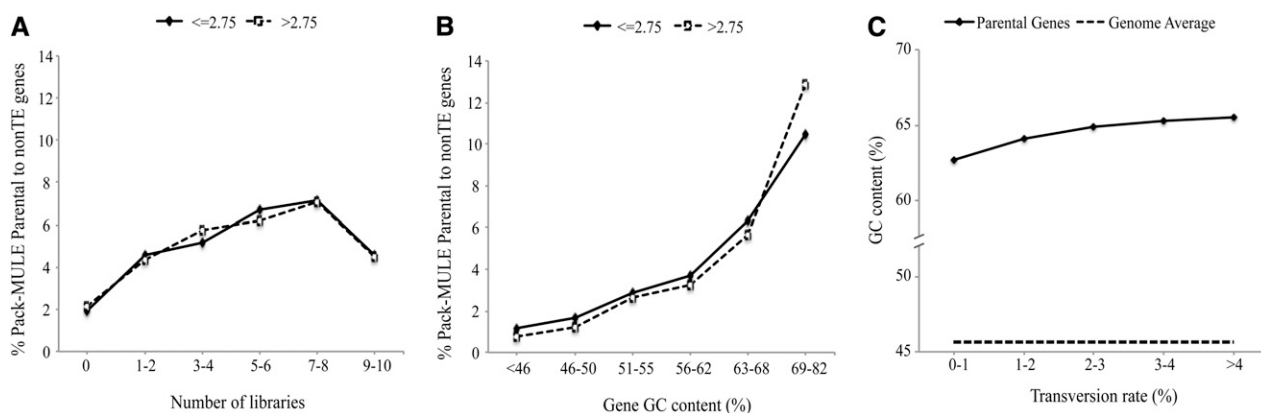 A
<=2.75 >2.75
% Pack-MULE Parental to nonTE genes
14
12
10
8
6
4
2
0
0 1-2 3-4 5-6 7-8 9-10
Number of libraries
B
<=2.75 >2.75
% Pack-MULE Parental to nonTE genes
14
12
10
8
6
4
2
0
<46 46-50 51-55 56-62 63-68 69-82
Gene GC content (%)
C
Parental Genes Genome Average
GC content (%)
70
65
60
50
45
0-1 1-2 2-3 3-4 >4
Transversion rate (%)